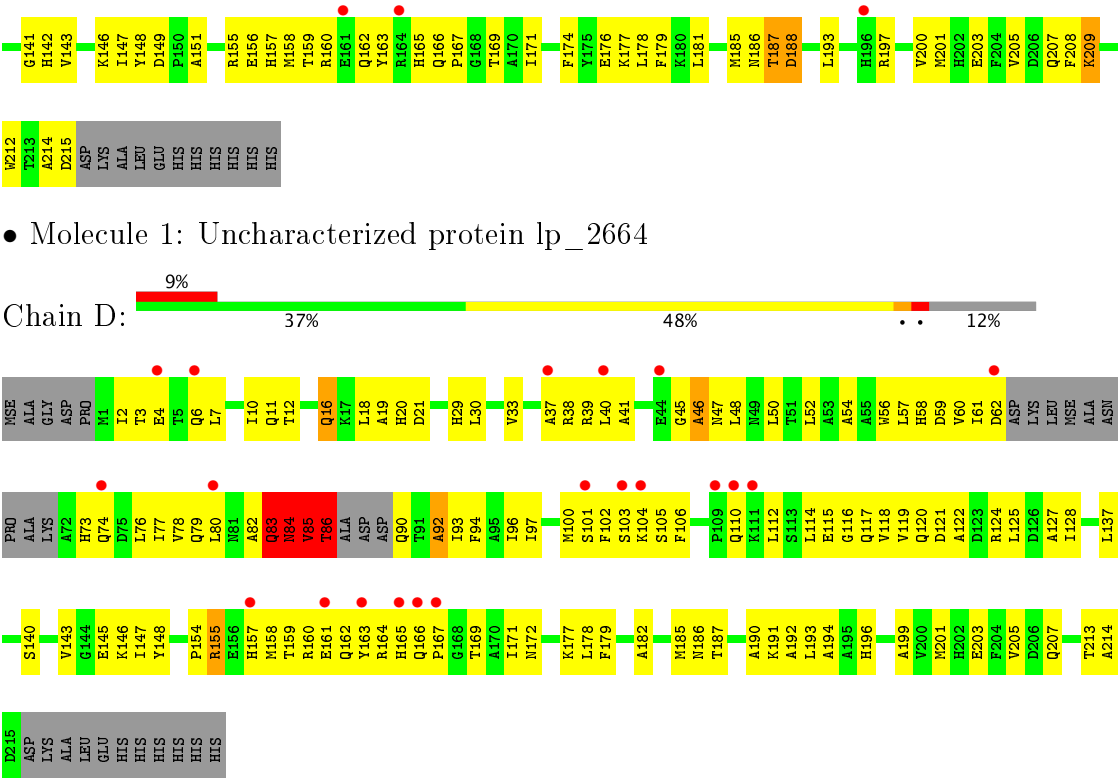 G141 H142 V143 K146 I147 Y148 D149 P150 A151 R155 E156 H157 M158 T159 R160 E161 Q162 Y163 R164 H165 Q166 P167 G168 T169 A170 I171 F174 Y175 E176 K177 L178 F179 K180 L181 M185 N186 T187 D188 L193 H196 R197 V200 M201 H202 E203 F204 V205 D206 Q207 F208 K209
W212 T213 A214 D215 ASP LYS ALA LEU GLU HIS HIS HIS HIS HIS HIS
• Molecule 1: Uncharacterized protein lp_2664
9%
Chain D:
37% 48% • • 12%
MSE ALA GLY ASP PRO M1 I2 T3 E4 T5 Q6 L7 I10 Q11 T12 Q16 K17 L18 A19 H20 D21 H29 L30 V33 A37 R38 R39 L40 A41 E44 G45 A46 N47 L48 N49 L50 T51 L52 A53 A54 A55 W56 L57 H58 D59 V60 I61 D62 ASP LYS LEU MSE ALA ASN
PRO ALA LYS A72 H73 Q74 D75 L76 I77 V78 Q79 L80 N81 A82 Q83 N84 V85 T86 ALA ASP ASP Q90 T91 A92 I93 F94 A95 I96 I97 M100 S101 F102 S103 K104 S105 F106 P109 Q110 K111 L112 S113 L114 E115 G116 Q117 V118 V119 Q120 D121 A122 D123 R124 L125 D126 A127 I128 L137
S140 V143 G144 E145 K146 I147 Y148 P154 R155 E156 H157 M158 T159 R160 E161 Q162 Y163 R164 H165 Q166 P167 G168 T169 A170 I171 N172 K177 L178 F179 A182 M185 N186 T187 A190 K191 A192 L193 A194 A195 H196 A199 V200 M201 H202 E203 F204 V205 D206 Q207 T213 A214
D215 ASP LYS ALA LEU GLU HIS HIS HIS HIS HIS HIS